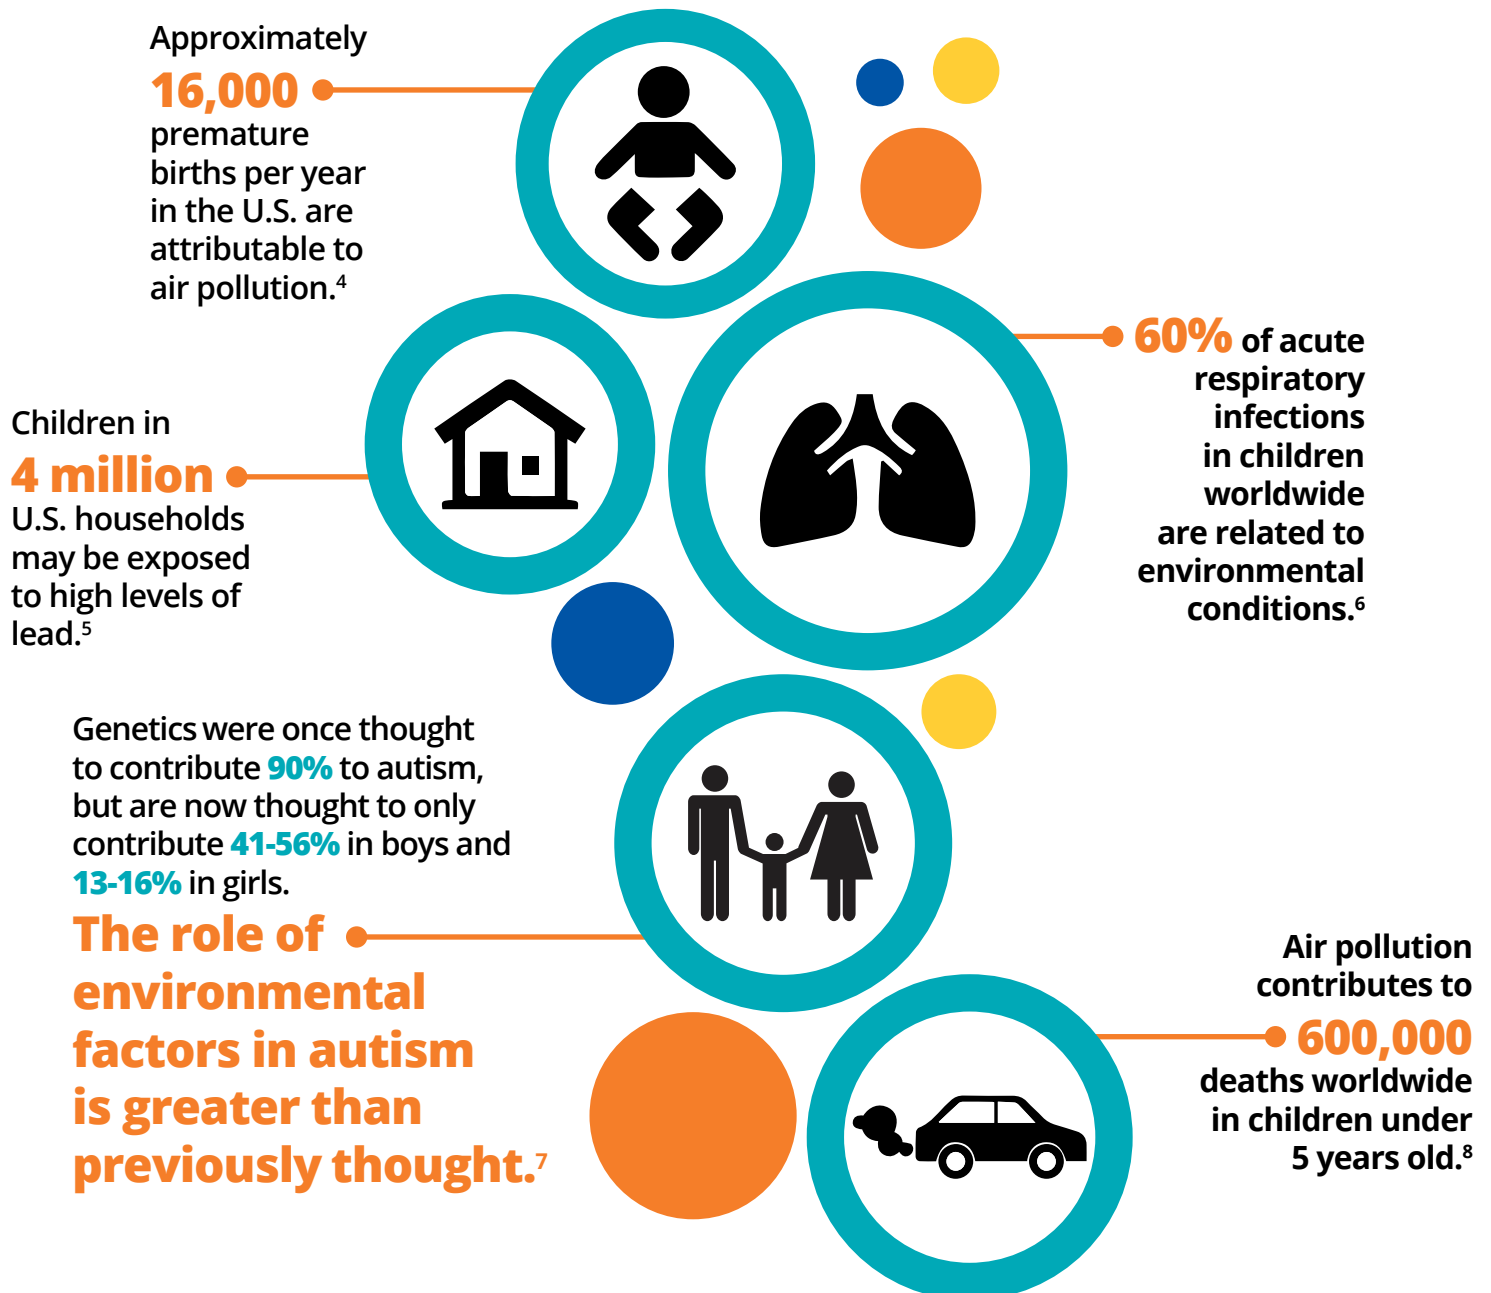 Approximately
16,000
premature
births per year
in the U.S. are
attributable to
air pollution.4
60% of acute
respiratory
infections
in children
worldwide
are related to
environmental
conditions.6
Children in
4 million
U.S. households
may be exposed
to high levels of
lead.5
Genetics were once thought
to contribute 90% to autism,
but are now thought to only
contribute 41-56% in boys and
13-16% in girls.
The role of
environmental
factors in autism
is greater than
previously thought.7
Air pollution
contributes to
600,000
deaths worldwide
in children under
5 years old.8